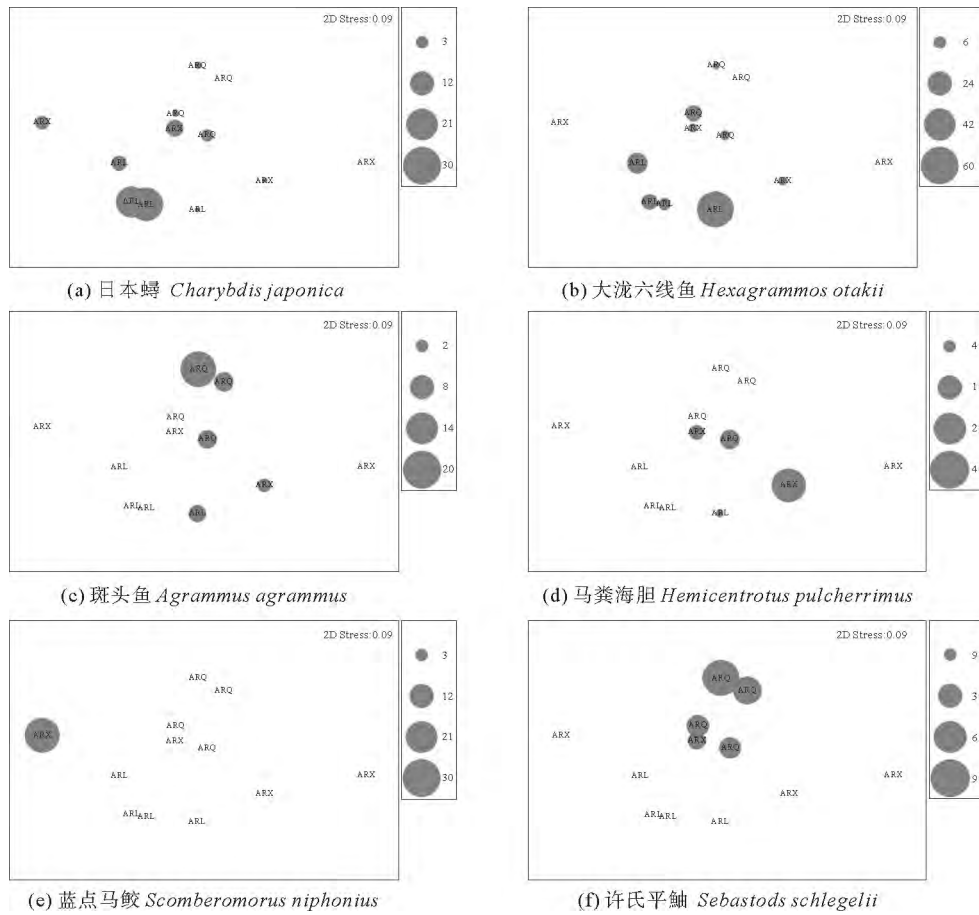 2D Stress:0.09
3
ARQ
ARQ
12
ARQ
ARX
ARX
ARQ
21
ARL
ARX
30
ARX
ARL
ARL
ARL
(a) 日本蟳 Charybdis japonica
2D Stress:0.09
6
ARQ
ARQ
24
ARQ
ARX
ARX
ARQ
42
ARL
ARX
60
ARX
ARL
ARL
ARL
(b) 大泷六线鱼 Hexagrammos otakii
2D Stress:0.09
2
ARQ
ARQ
8
ARQ
ARX
ARX
ARQ
14
ARL
ARX
20
ARX
ARL
ARL
ARL
(c) 斑头鱼 Agrammus agrammus
2D Stress:0.09
4
ARQ
ARQ
1
ARQ
ARX
ARQ
2
ARL
ARX
4
ARX
ARL
ARL
ARL
(d) 马粪海胆 Hemicentrotus pulcherrimus
2D Stress:0.09
3
ARQ
ARQ
12
ARQ
ARX
ARX
ARQ
21
ARL
ARX
30
ARX
ARL
ARL
ARL
(e) 蓝点马鲛 Scomberomorus niphonius
2D Stress:0.09
9
ARQ
ARQ
3
ARQ
ARX
ARX
ARQ
6
ARL
ARX
9
ARX
ARL
ARL
ARL
(f) 许氏平鲉 Sebastods schlegelii